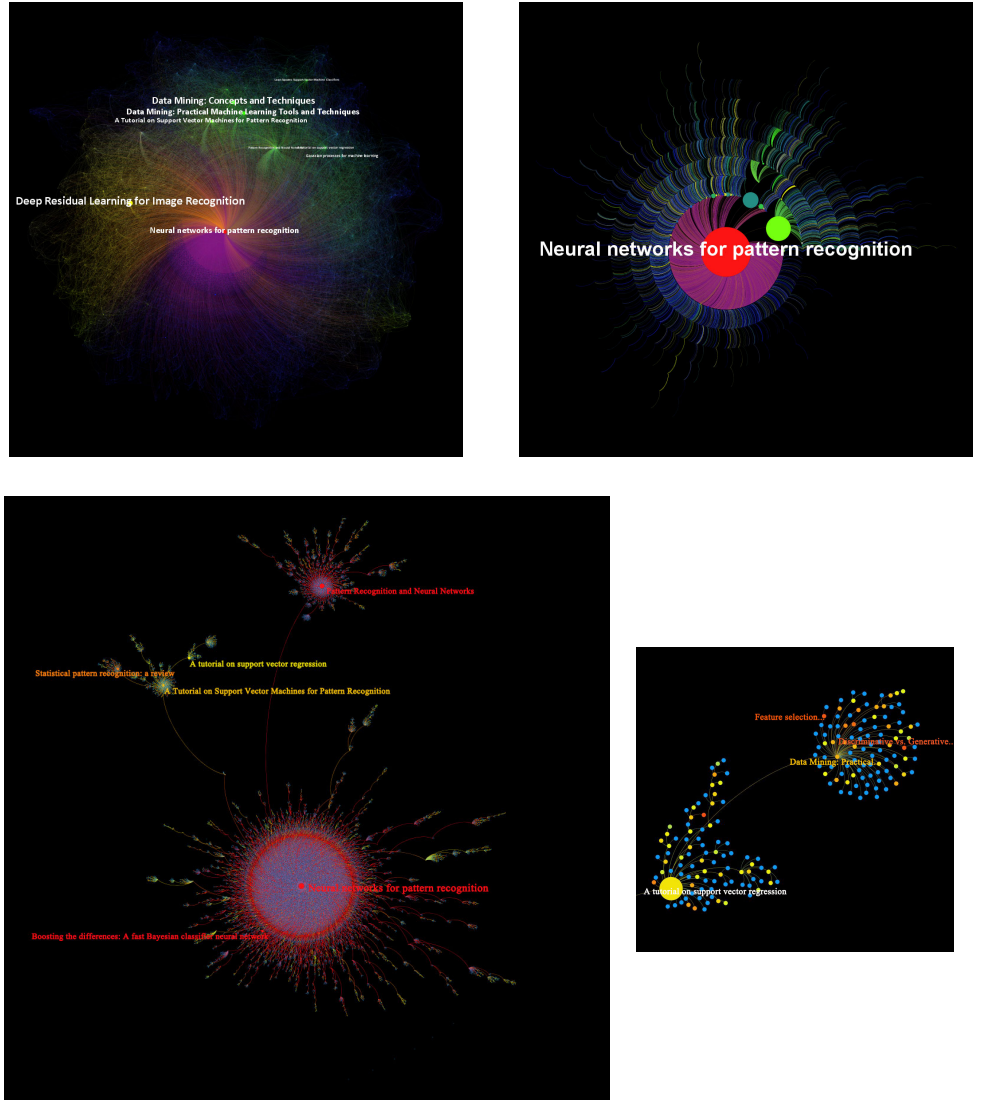 Data Mining: Concepts and Techniques
Data Mining: Practical Machine Learning Tools and Techniques
A Tutorial on Support Vector Machines for Pattern Recognition
Gaussian processes for machine learning
Deep Residual Learning for Image Recognition
Neural networks for pattern recognition
Neural networks for pattern recognition
Pattern Recognition and Neural Networks
A tutorial on support vector regression
Statistical pattern recognition: a review
A Tutorial on Support Vector Machines for Pattern Recognition
Neural networks for pattern recognition
Boosting the differences: A fast Bayesian classifier neural network
Feature selection...
Discriminative vs. Generative...
Data Mining: Practical...
A tutorial on support vector regression